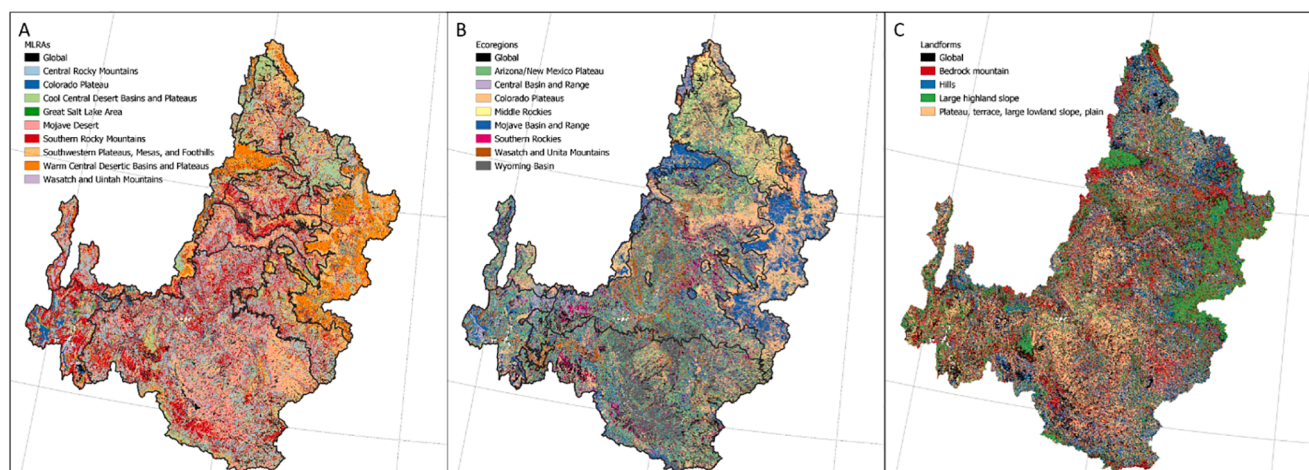 A
MLRAs
Global
Central Rocky Mountains
Colorado Plateau
Cool Central Desert Basins and Plateaus
Great Salt Lake Area
Mojave Desert
Southern Rocky Mountains
Southwestern Plateaus, Mesas, and Foothills
Warm Central Desertic Basins and Plateaus
Wasatch and Uintah Mountains
B
Ecoregions
Global
Arizona/New Mexico Plateau
Central Basin and Range
Colorado Plateaus
Middle Rockies
Mojave Basin and Range
Southern Rockies
Wasatch and Unita Mountains
Wyoming Basin
C
Landforms
Global
Bedrock mountain
Hills
Large highland slope
Plateau, terrace, large lowland slope, plain